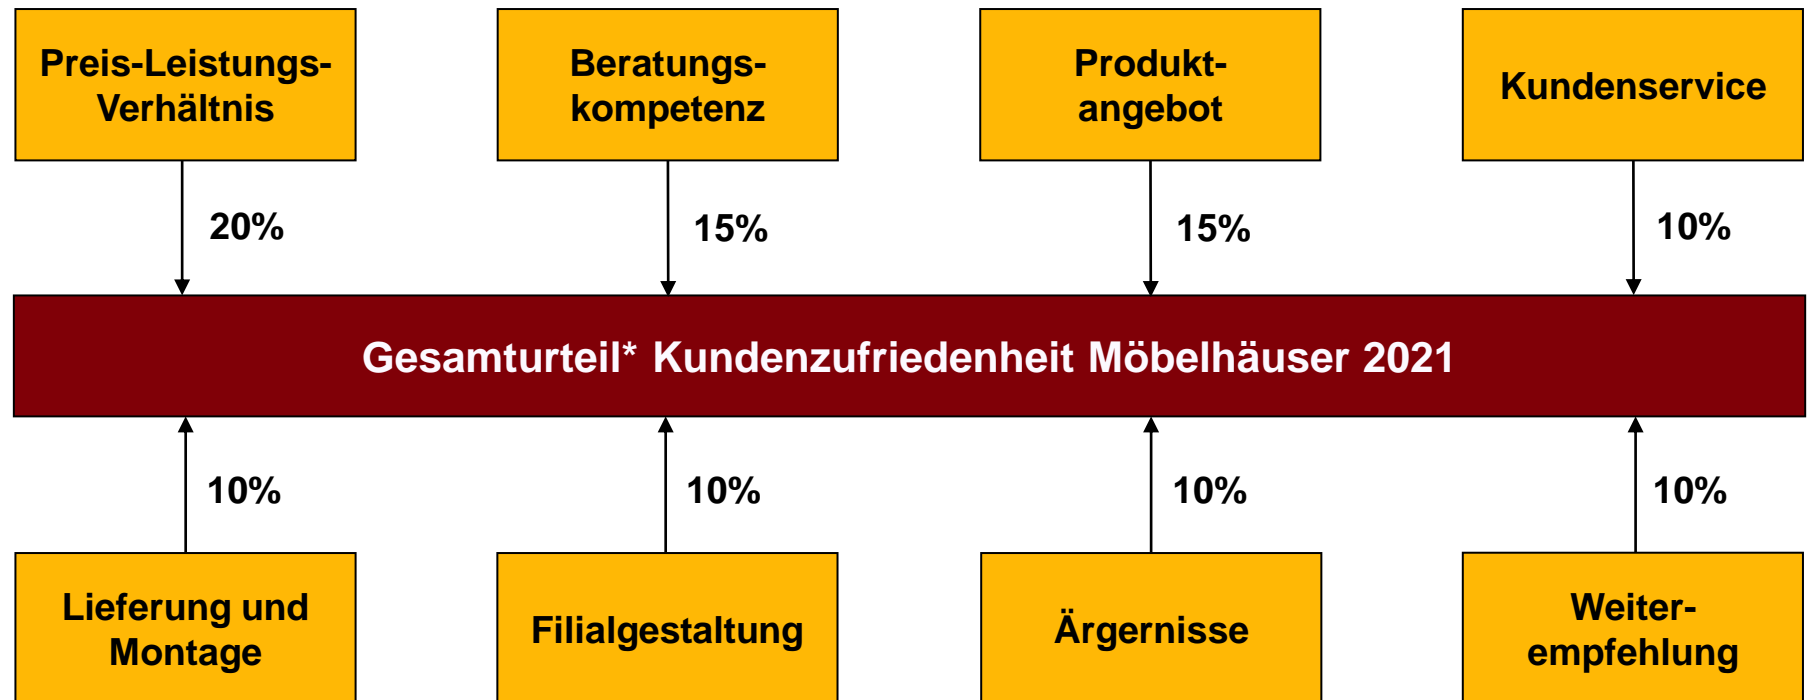 Preis-Leistungs-
Verhältnis
Beratungs-
kompetenz
Produkt-
angebot
Kundenservice
20%
15%
15%
10%
Gesamturteil* Kundenzufriedenheit Möbelhäuser 2021
10%
10%
10%
10%
Lieferung und
Montage
Filialgestaltung
Ärgernisse
Weiter-
empfehlung